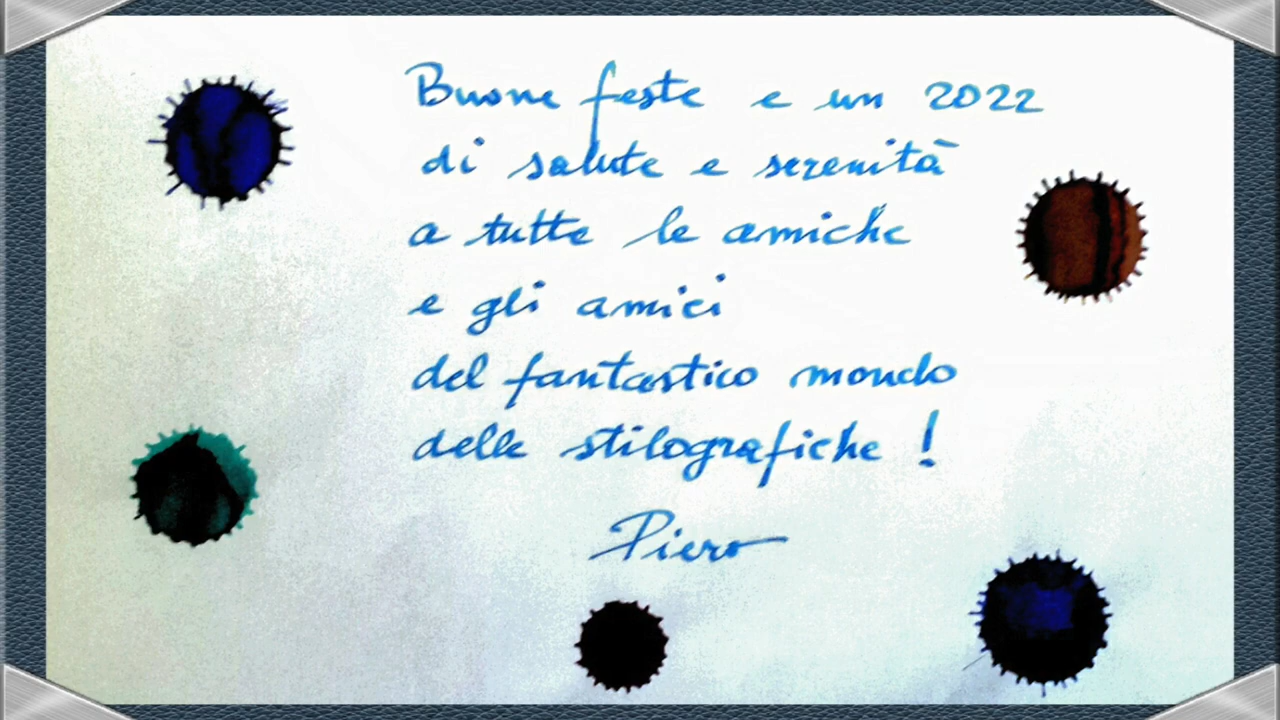 Buone feste e un 2022
di salute e serenità
a tutte le amiche
e gli amici
del fantastico mondo
delle stilografiche !
Piero